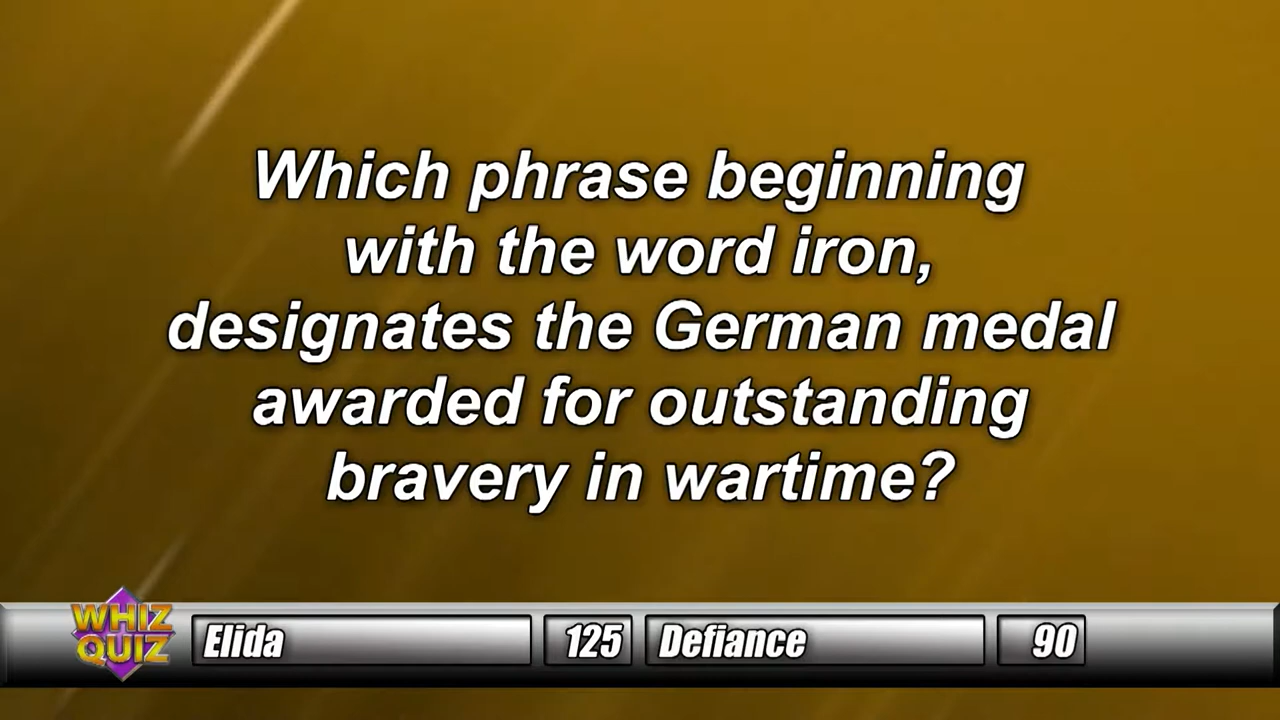 Which phrase beginning
with the word iron,
designates the German medal
awarded for outstanding
bravery in wartime?
WHIZ
QUIZ
Elida 125 Defiance 90